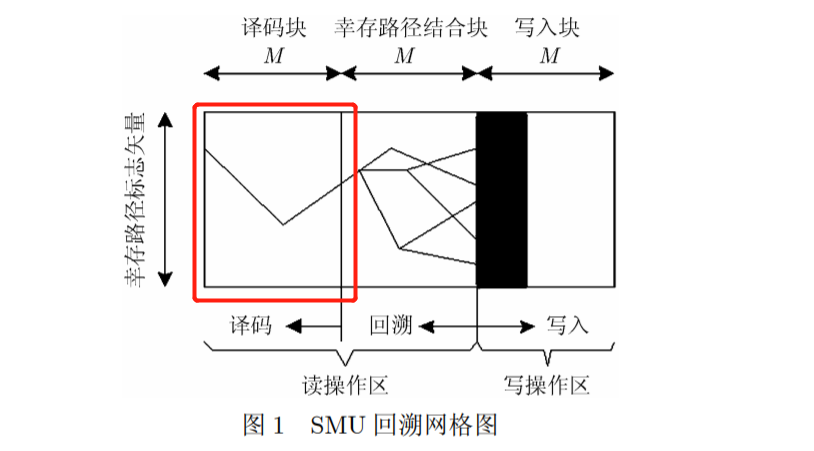 译码块 幸存路径结合块 写入块
M M M
幸存路径标志矢量
译码 回溯 写入
读操作区 写操作区
图 1 SMU 回溯网格图